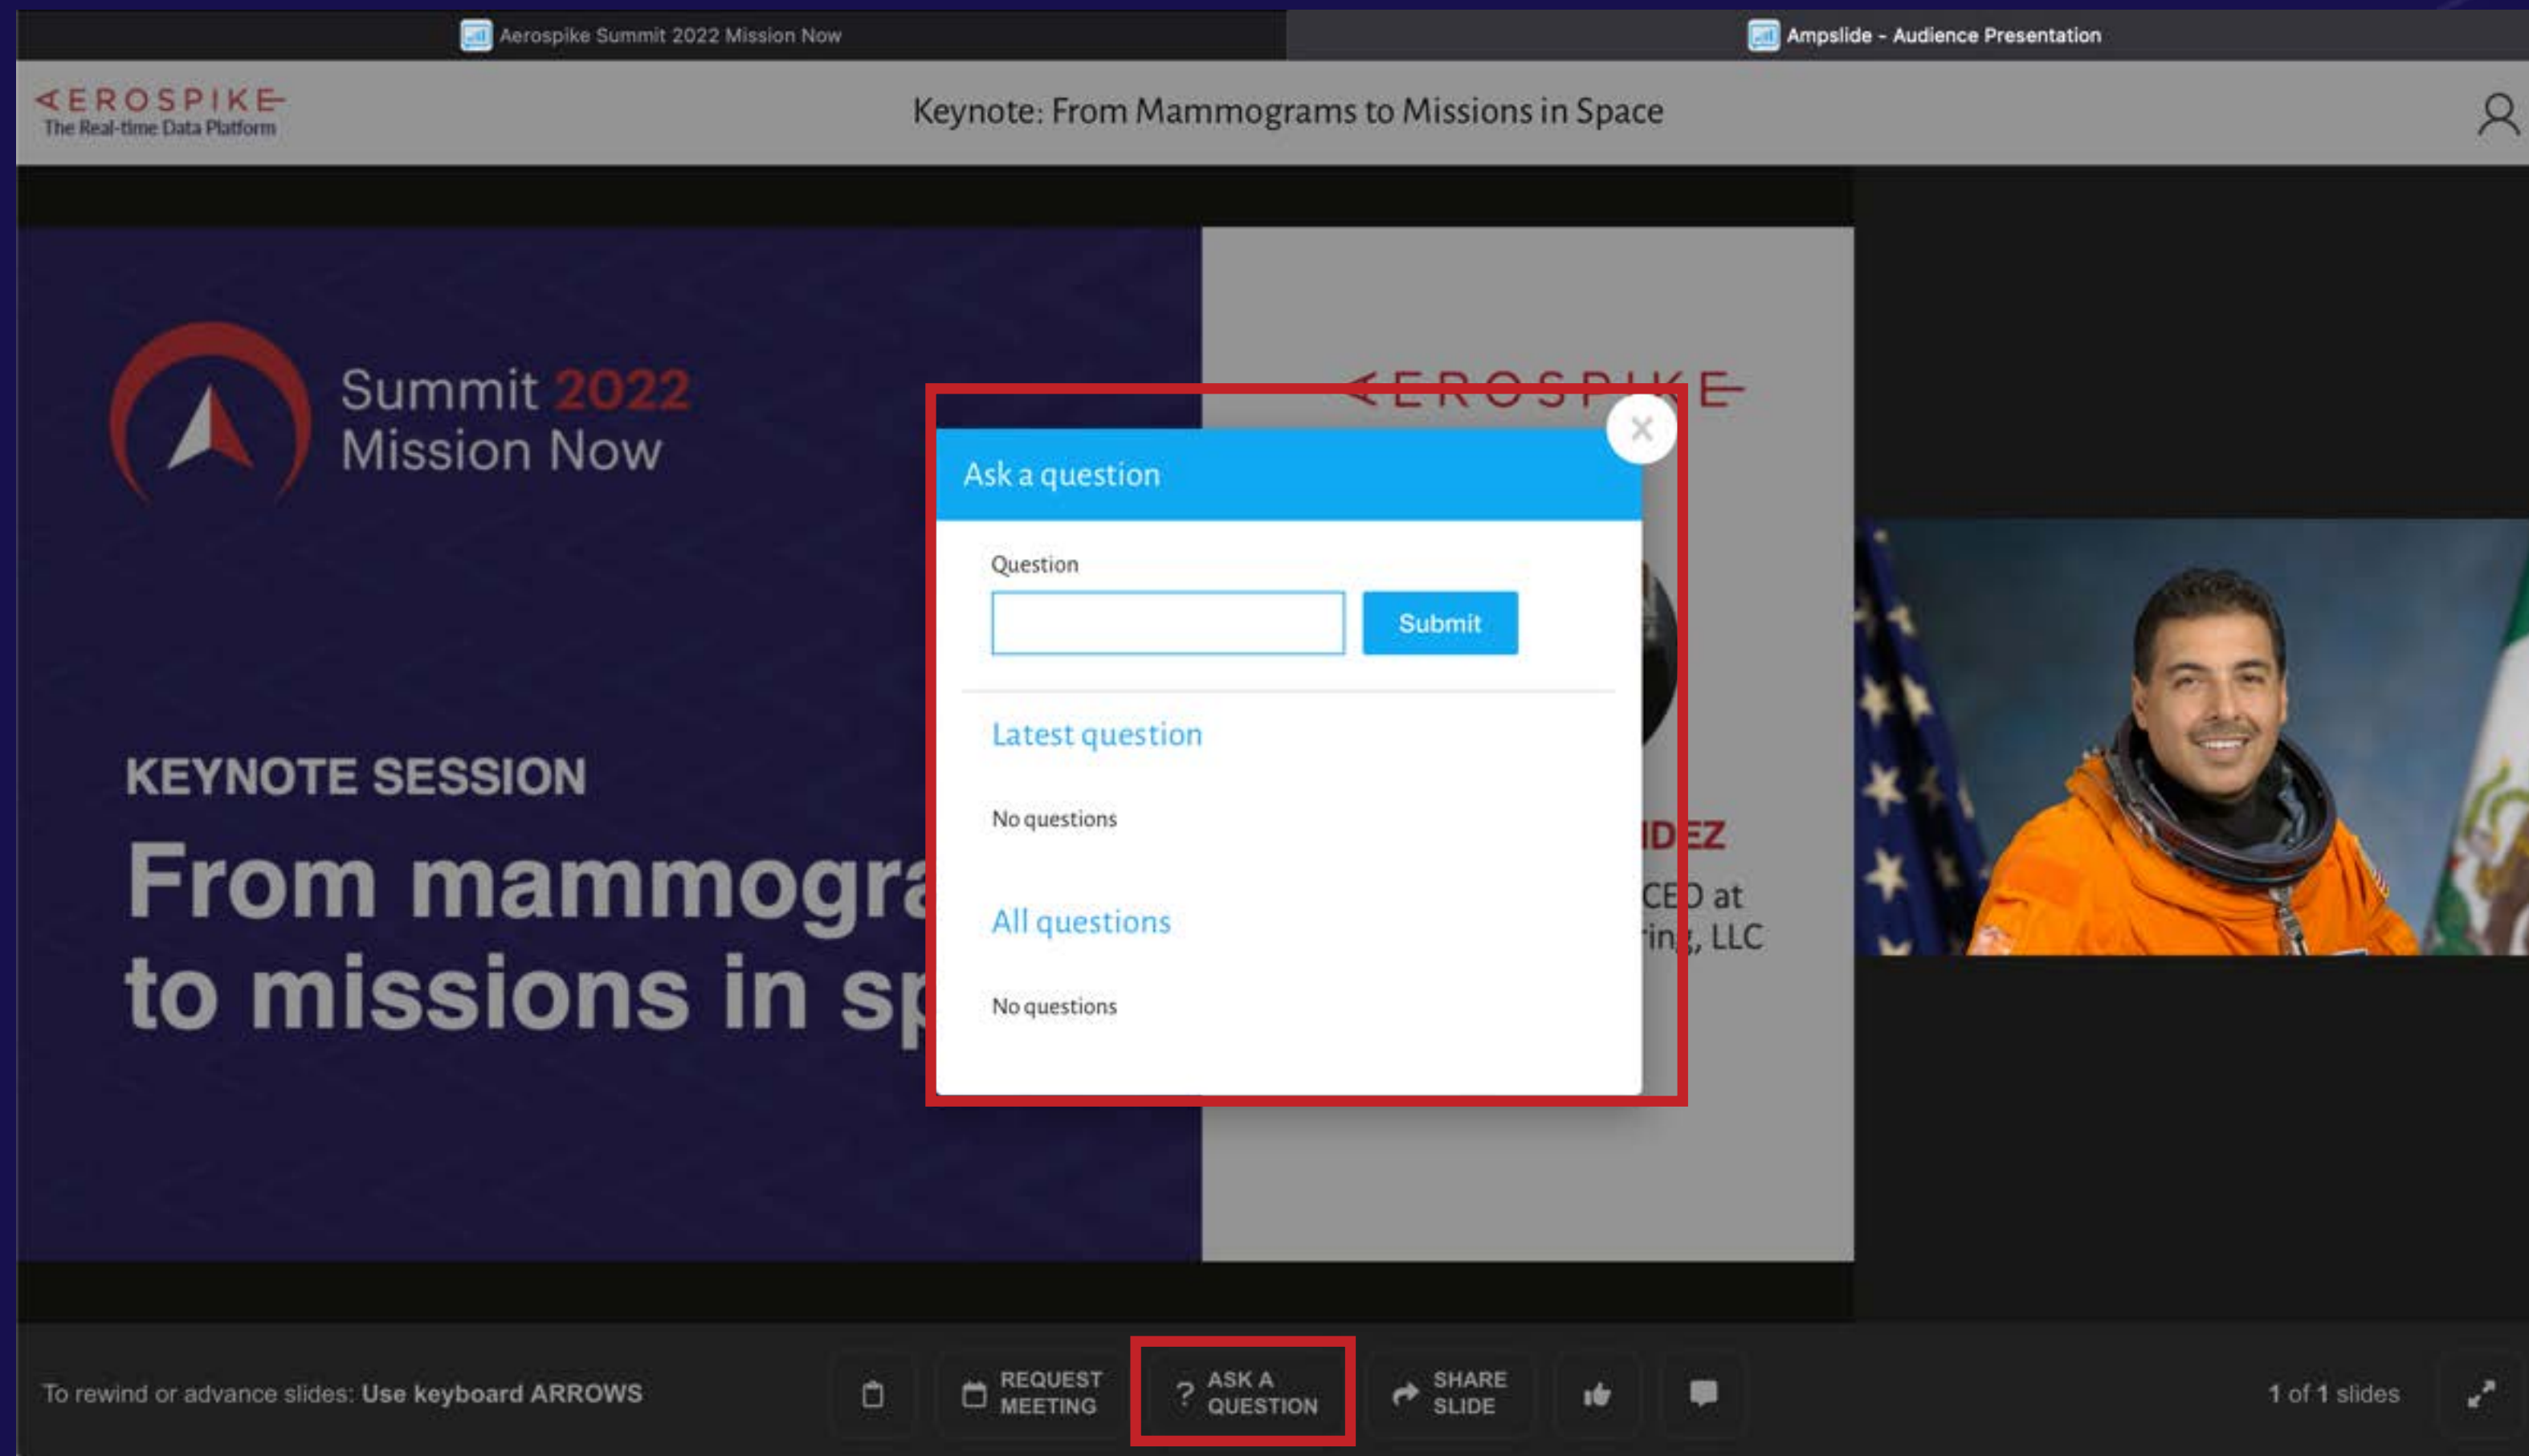 Aerospike Summit 2022 Mission Now
Ampslide - Audience Presentation
AEROSPIKE
The Real-time Data Platform
Keynote: From Mammograms to Missions in Space
Summit 2022
Mission Now
AEROSPIKE
KEYNOTE SESSION
From mammogra
to missions in sp
Ask a question
Question
Submit
Latest question
No questions
All questions
No questions
DEZ
CEO at
ring, LLC
To rewind or advance slides: Use keyboard ARROWS
REQUEST
MEETING
? ASK A
QUESTION
SHARE
SLIDE
1 of 1 slides